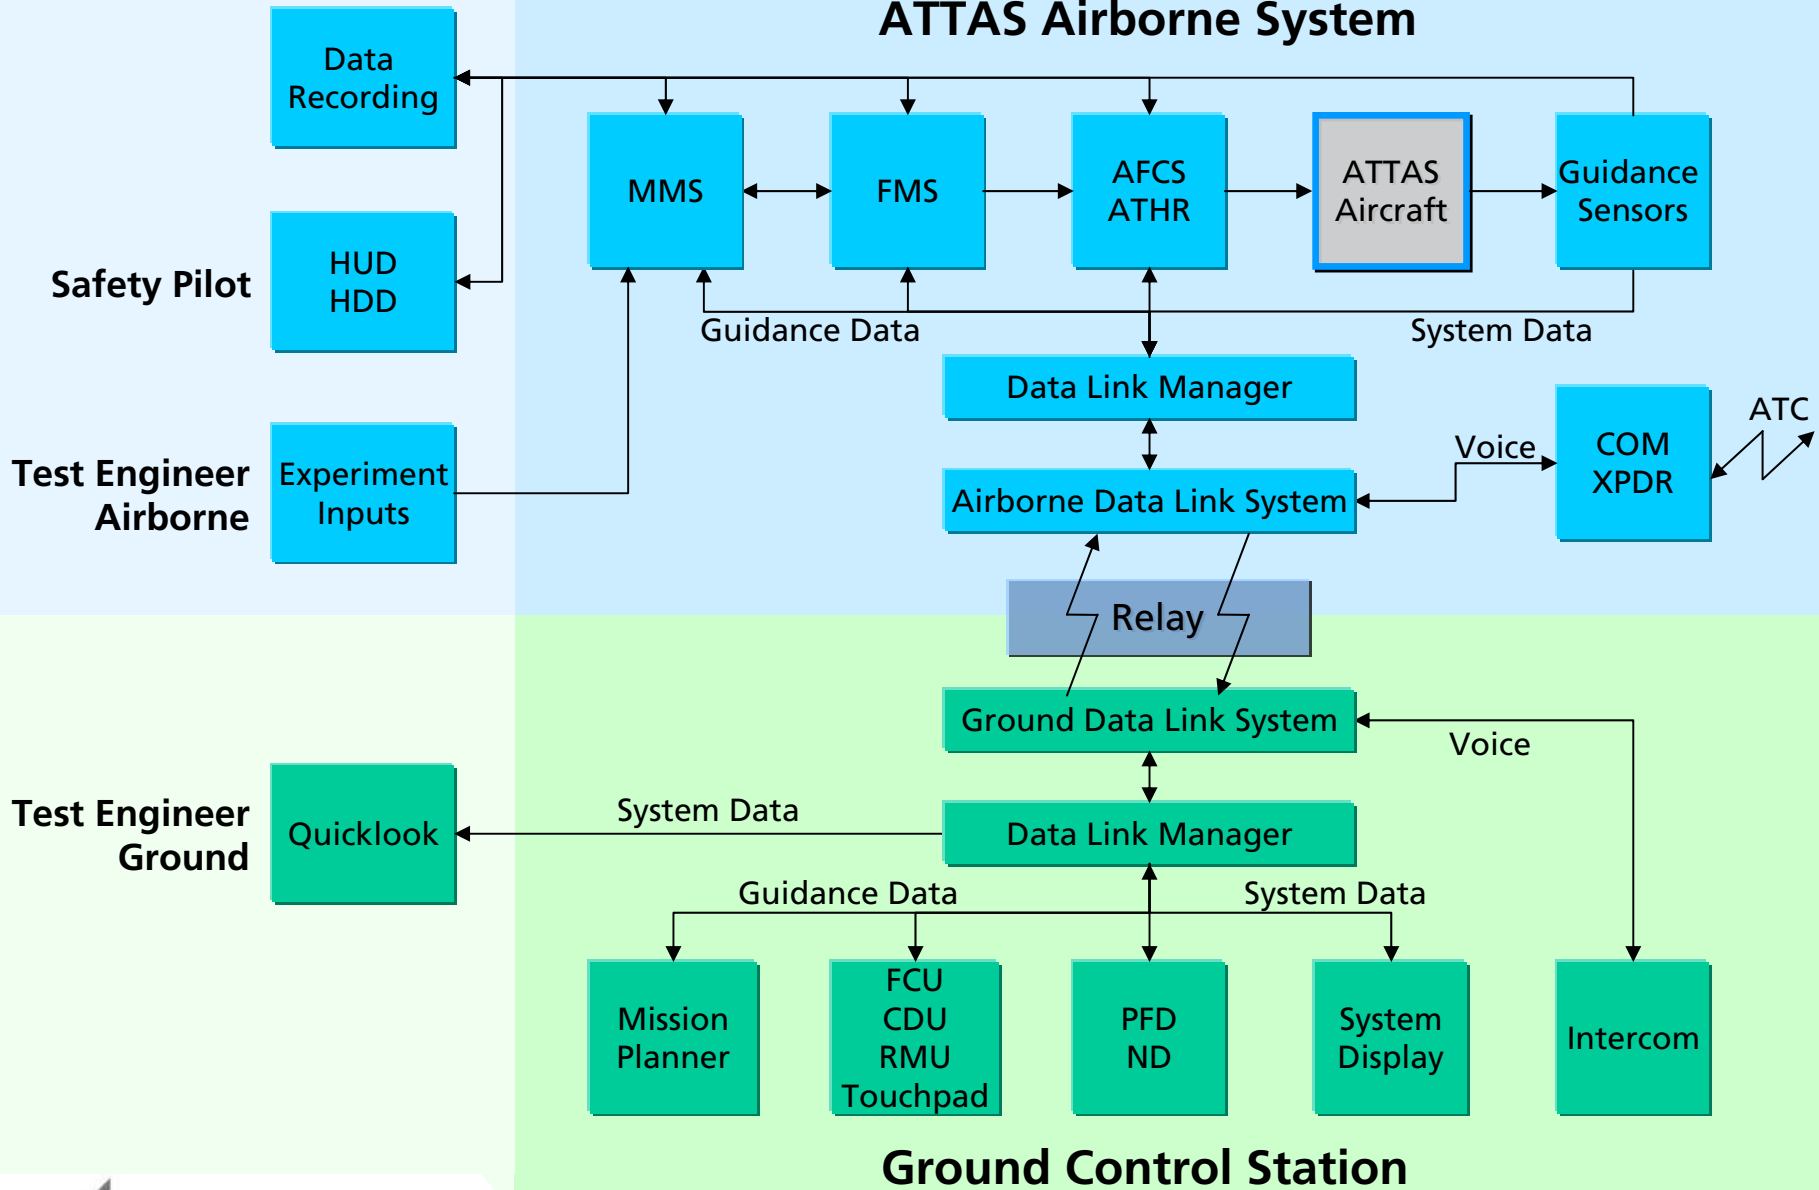 ATTAS Airborne System
Data
Recording
MMS
FMS
AFCS
ATHR
ATTAS
Aircraft
Guidance
Sensors
Safety Pilot
HUD
HDD
Guidance Data
System Data
Data Link Manager
Test Engineer
Airborne
Experiment
Inputs
Airborne Data Link System
Voice
COM
XPDR
ATC
Relay
Ground Data Link System
Voice
Test Engineer
Ground
Quicklook
System Data
Data Link Manager
Guidance Data
System Data
Mission
Planner
FCU
CDU
RMU
Touchpad
PFD
ND
System
Display
Intercom
Ground Control Station